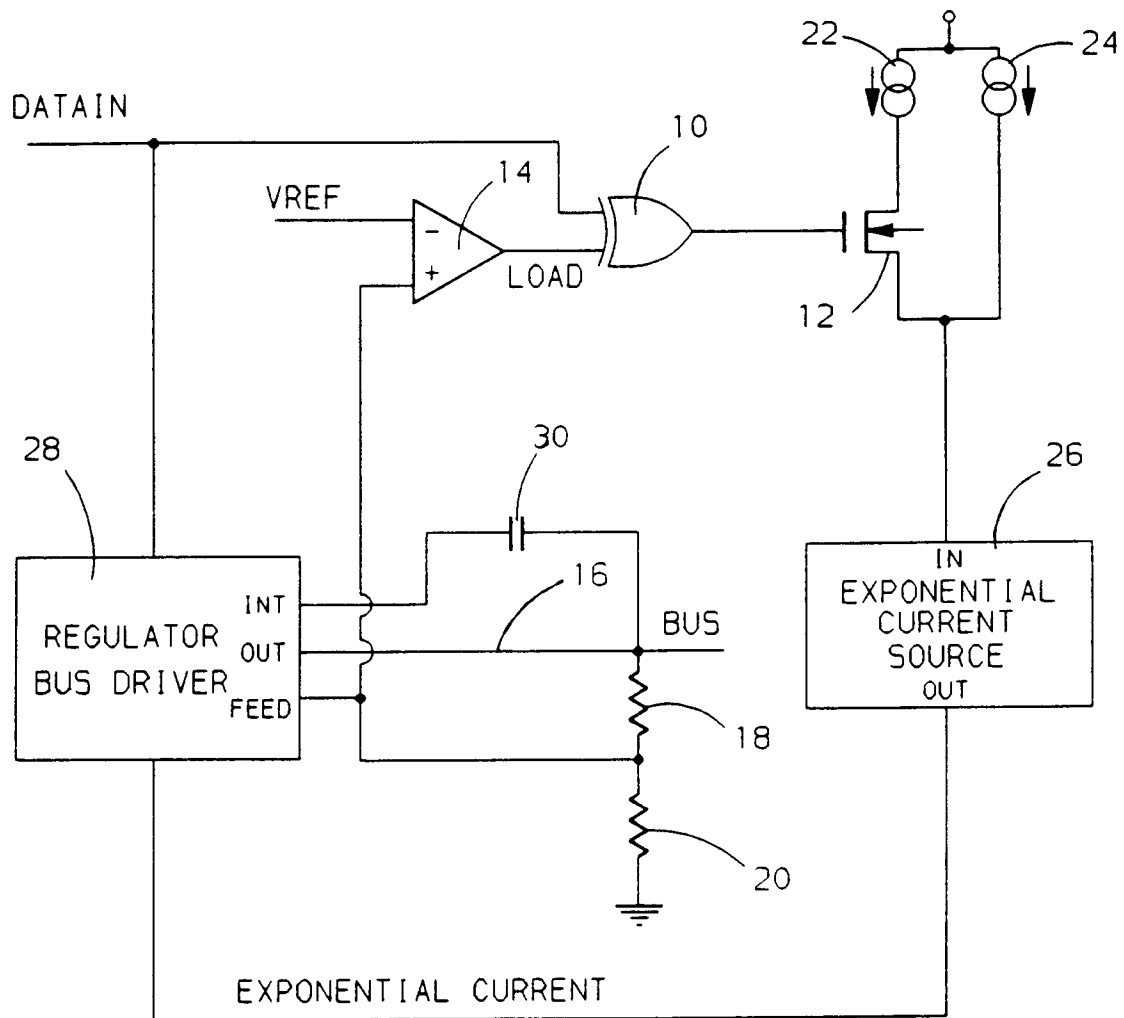 22
24
DATAIN
10
14
VREF
-
+
LOAD
12
28
30
26
16
INT
OUT
FEED
REGULATOR
BUS DRIVER
BUS
IN
EXPONENTIAL
CURRENT
SOURCE
OUT
18
20
EXPONENTIAL CURRENT